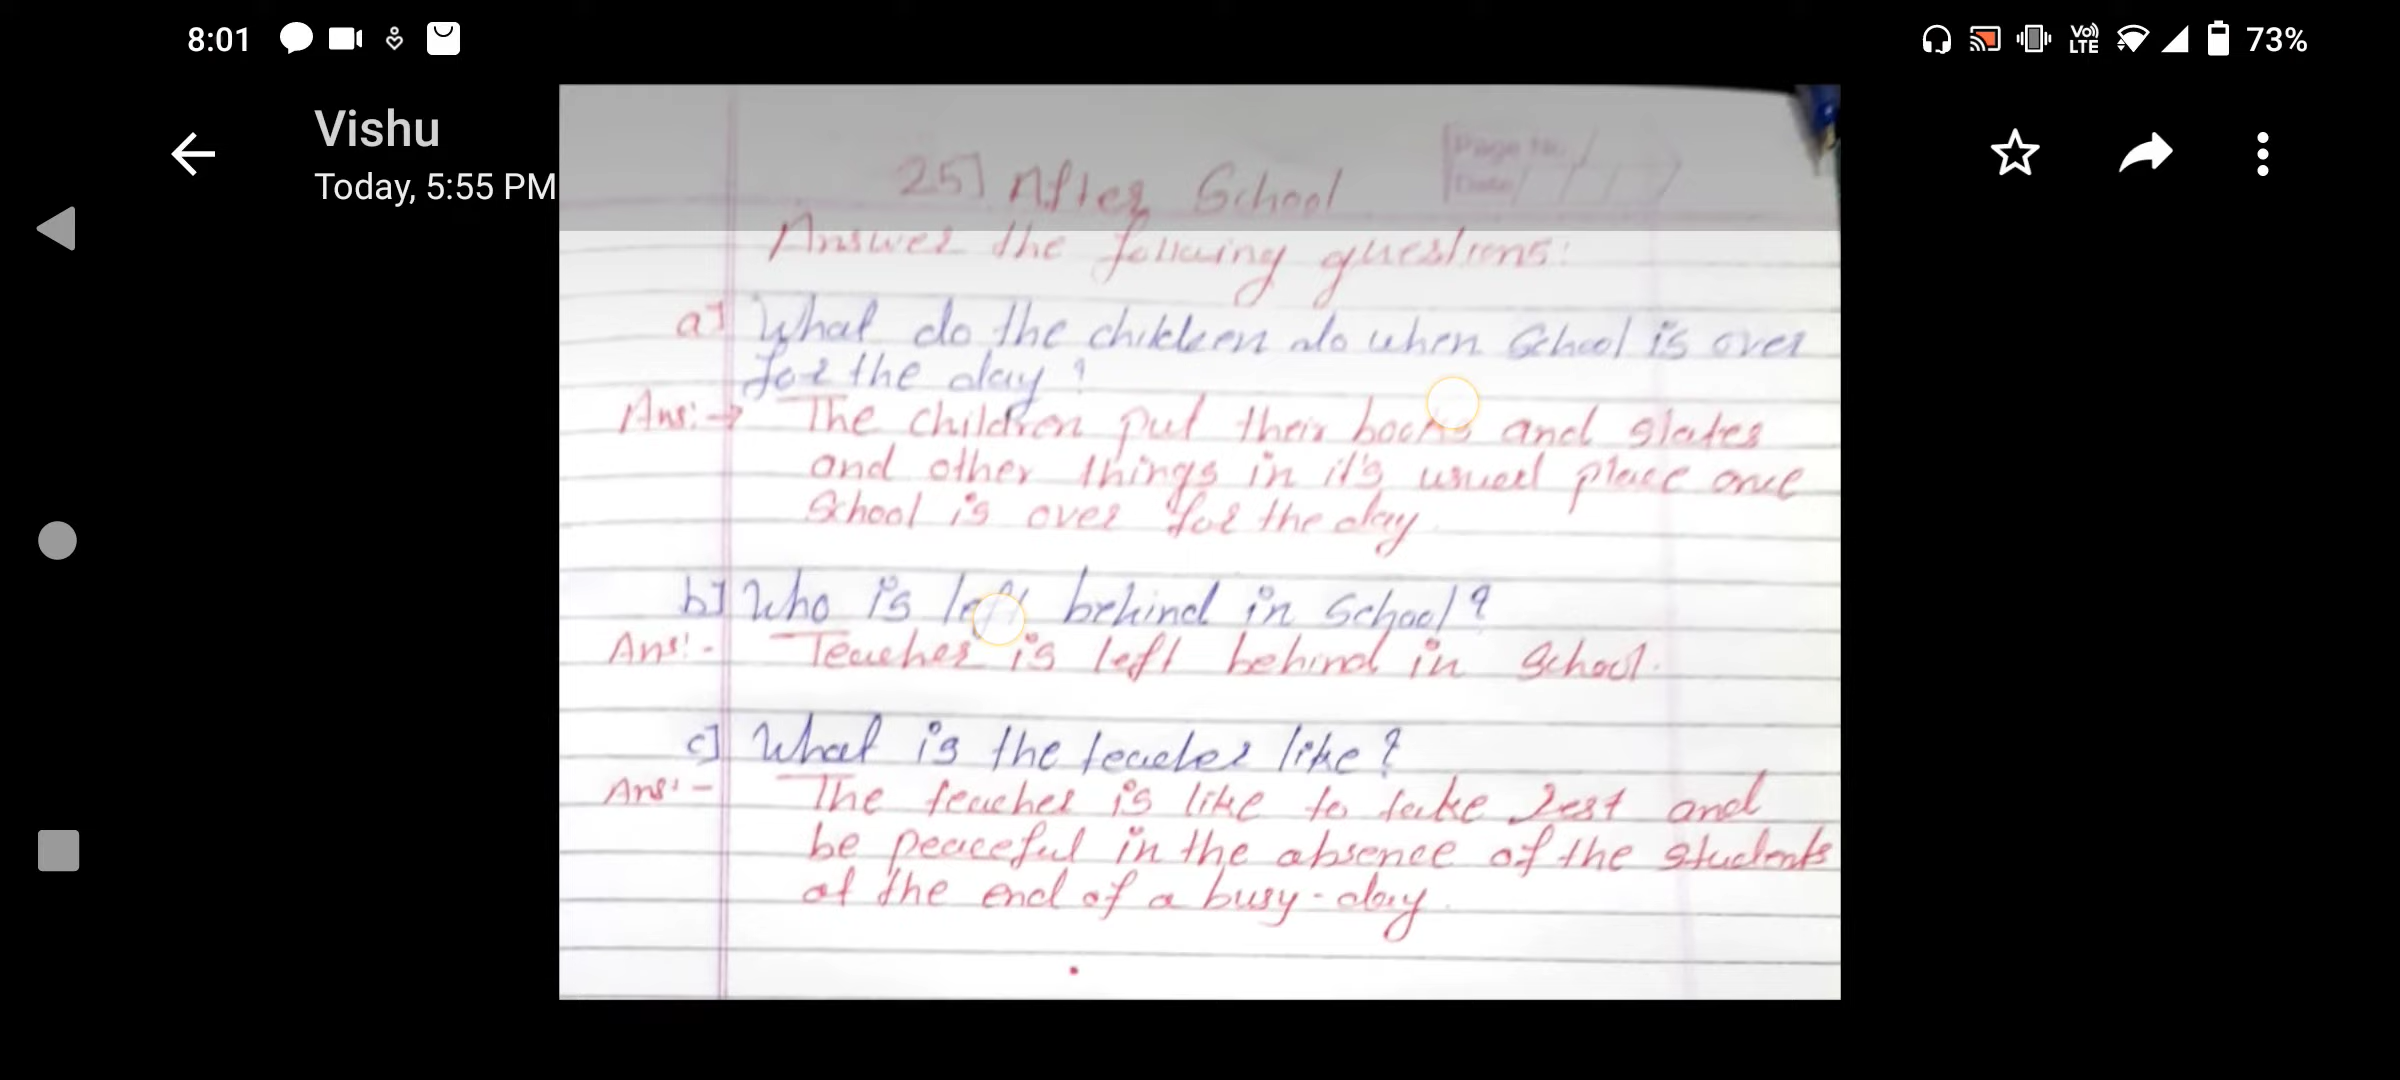 8:01
73%
Vishu
Today, 5:55 PM
Page No.
Date
25] After School
Answer the following questions:
a] What do the children do when School is over
for the day?
Ans:→ The children put their books and slates
and other things in it's usual place once
School is over for the day.
b] Who is left behind in School?
Ans:- Teacher is left behind in School.
c] What is the teacher like?
Ans:- The teacher is like to take rest and
be peaceful in the absence of the students
at the end of a busy-day.